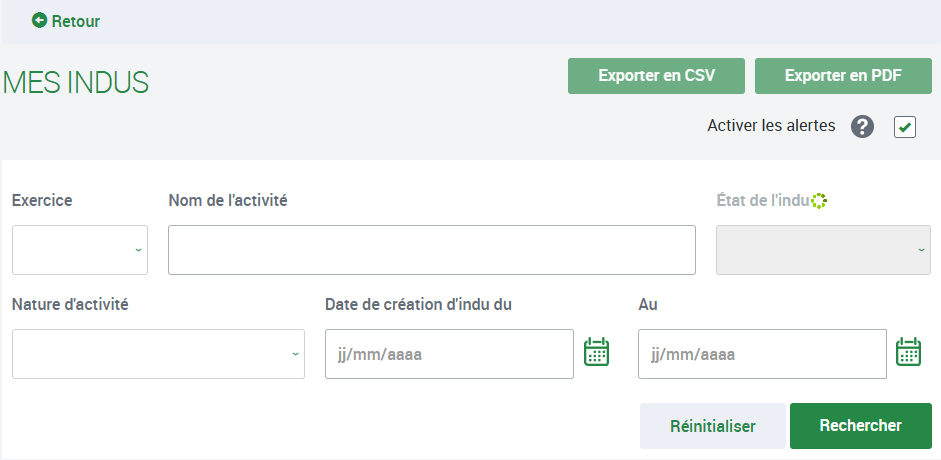 Retour
MES INDUS
Exporter en CSV
Exporter en PDF
Activer les alertes ?
Exercice
Nom de l'activité
État de l'indu
Nature d'activité
Date de création d'indu du
Au
jj/mm/aaaa
jj/mm/aaaa
Réinitialiser
Rechercher